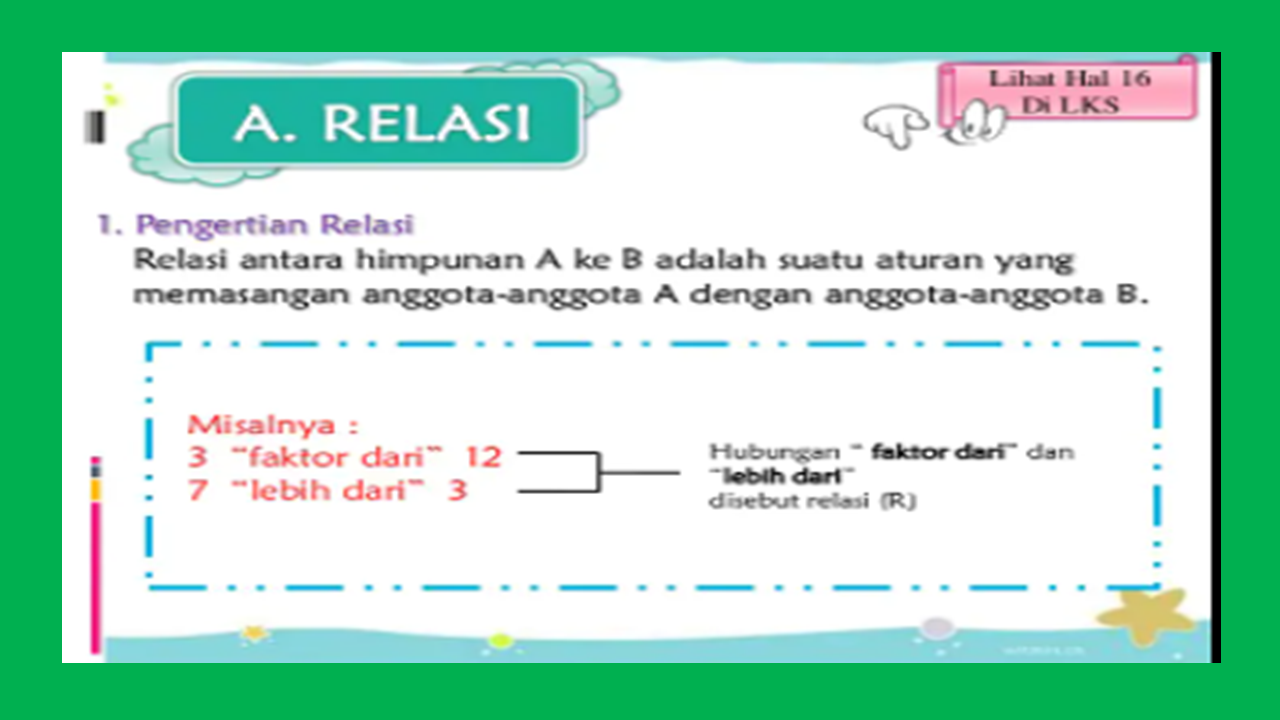 A. RELASI
Lihat Hal 16
Di LKS
1. Pengertian Relasi
Relasi antara himpunan A ke B adalah suatu aturan yang
memasangan anggota-anggota A dengan anggota-anggota B.
Misalnya :
3 "faktor dari" 12
7 "lebih dari" 3
Hubungan " faktor dari" dan
"lebih dari"
disebut relasi (R)